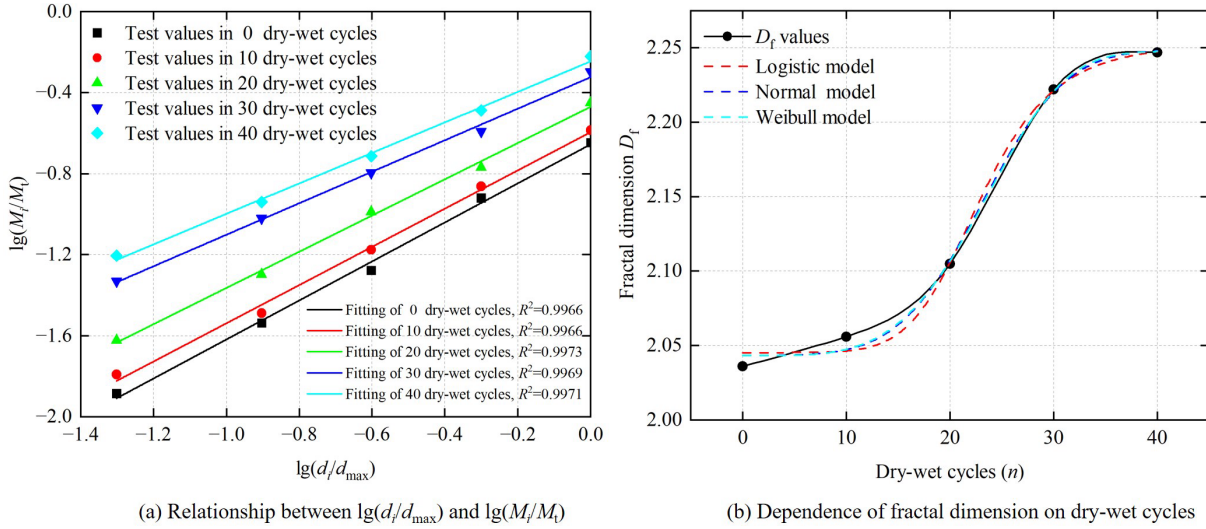 0.0
−0.4
−0.8
−1.2
−1.6
−2.0
lg(Mi/Mt)
Test values in 0 dry-wet cycles
Test values in 10 dry-wet cycles
Test values in 20 dry-wet cycles
Test values in 30 dry-wet cycles
Test values in 40 dry-wet cycles
Fitting of 0 dry-wet cycles, R²=0.9966
Fitting of 10 dry-wet cycles, R²=0.9966
Fitting of 20 dry-wet cycles, R²=0.9973
Fitting of 30 dry-wet cycles, R²=0.9969
Fitting of 40 dry-wet cycles, R²=0.9971
−1.4 −1.2 −1.0 −0.8 −0.6 −0.4 −0.2 0.0
lg(di/dmax)
(a) Relationship between lg(di/dmax) and lg(Mi/Mt)
2.25
2.20
2.15
2.10
2.05
2.00
Fractal dimension Df
Df values
Logistic model
Normal model
Weibull model
0 10 20 30 40
Dry-wet cycles (n)
(b) Dependence of fractal dimension on dry-wet cycles